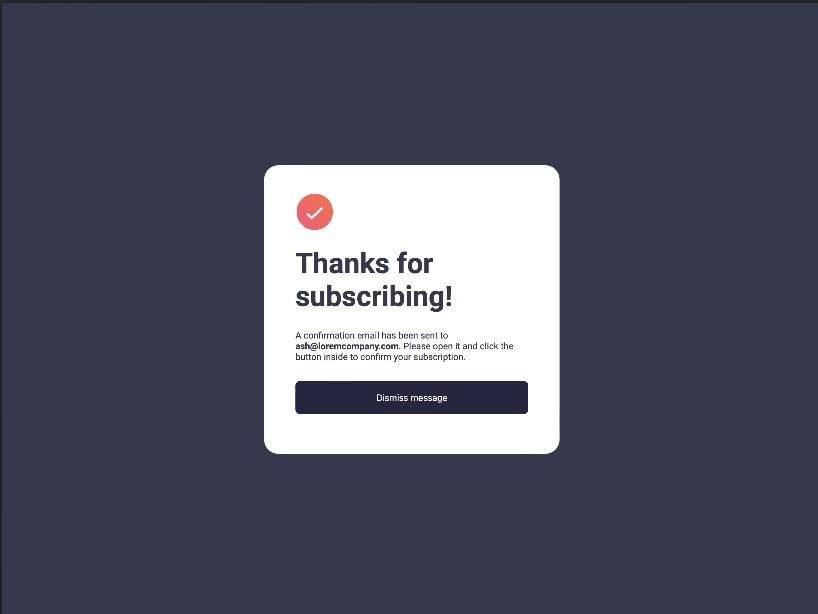 Thanks for
subscribing!
A confirmation email has been sent to
ash@loremcompany.com. Please open it and click the
button inside to confirm your subscription.
Dismiss message